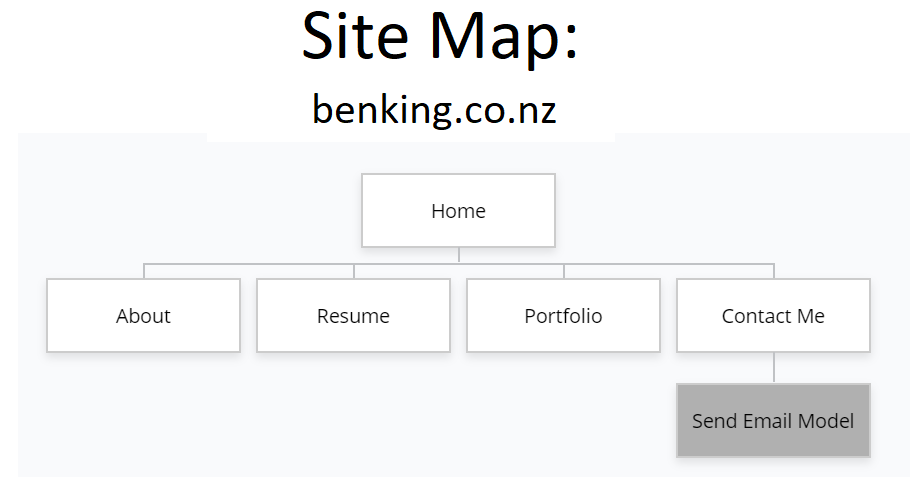 Site Map:
benking.co.nz
Home
About
Resume
Portfolio
Contact Me
Send Email Model